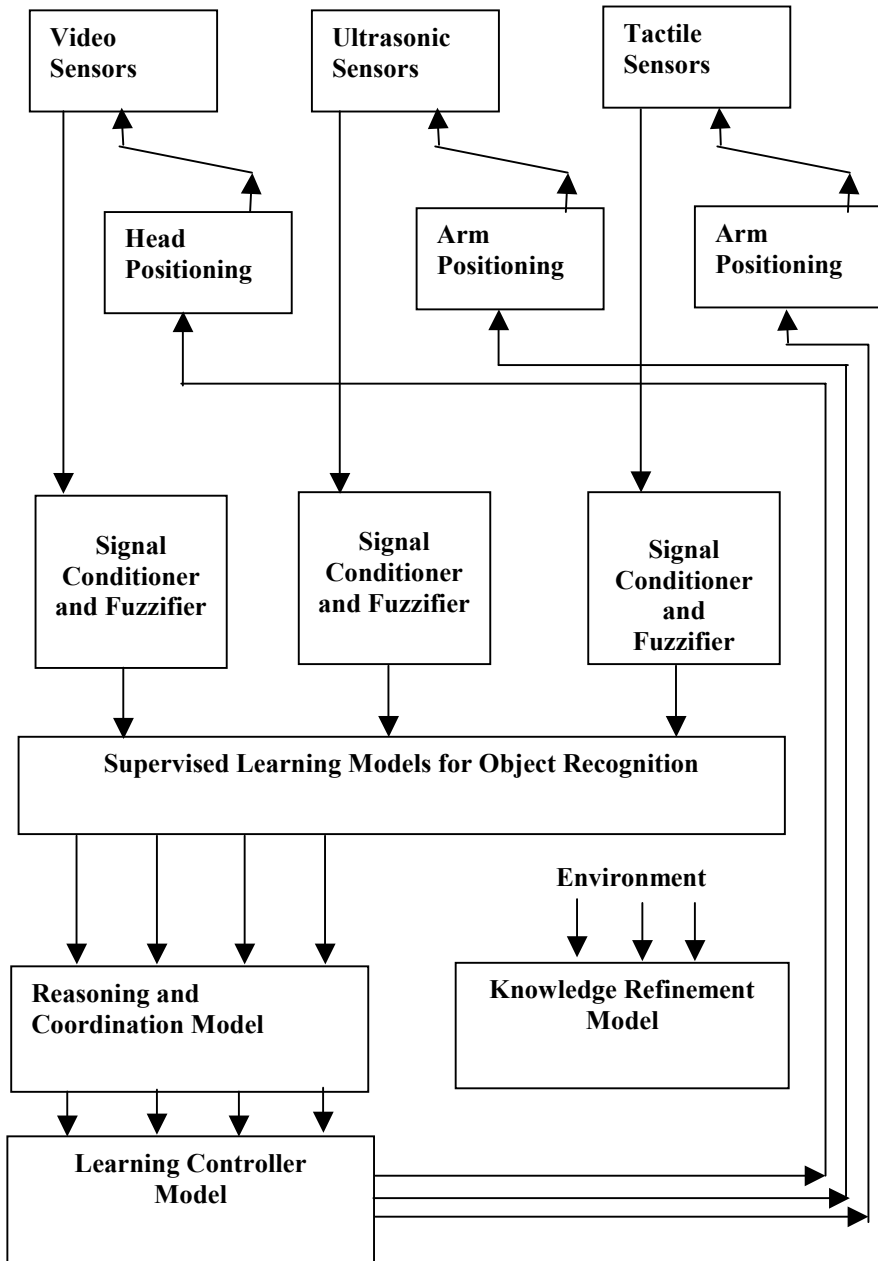 Video
Sensors
Ultrasonic
Sensors
Tactile
Sensors
Head
Positioning
Arm
Positioning
Arm
Positioning
Signal
Conditioner
and Fuzzifier
Signal
Conditioner
and Fuzzifier
Signal
Conditioner
and
Fuzzifier
Supervised Learning Models for Object Recognition
Environment
Reasoning and
Coordination Model
Knowledge Refinement
Model
Learning Controller
Model